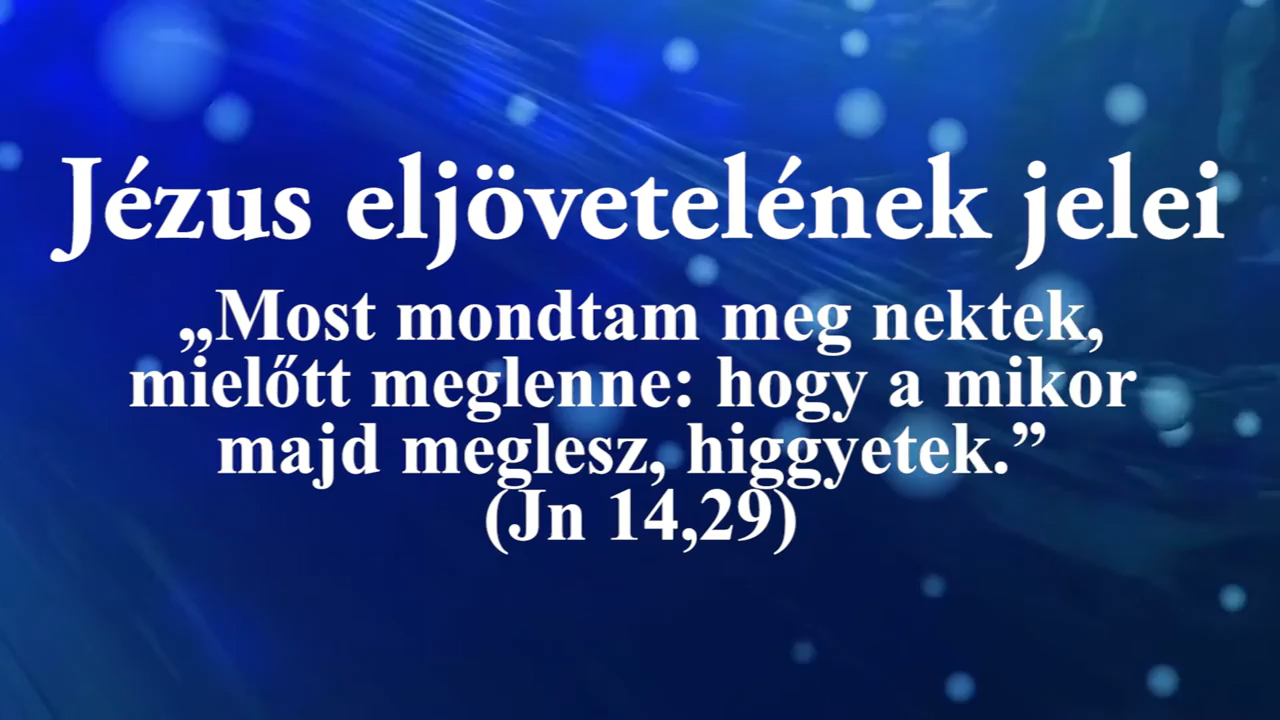 Jézus eljövetelének jelei
„Most mondtam meg nektek,
mielőtt meglenne: hogy a mikor
majd meglesz, higgyetek.”
(Jn 14,29)